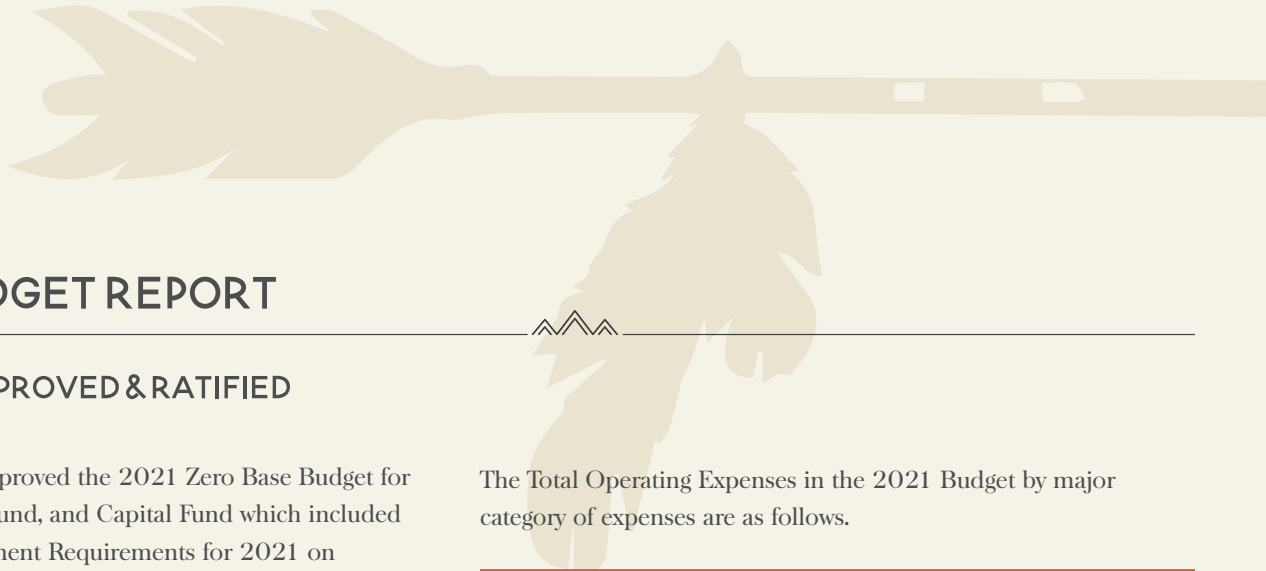 DGET REPORT
PROVED & RATIFIED
proved the 2021 Zero Base Budget for
und, and Capital Fund which included
nent Requirements for 2021 on
The Total Operating Expenses in the 2021 Budget by major
category of expenses are as follows.